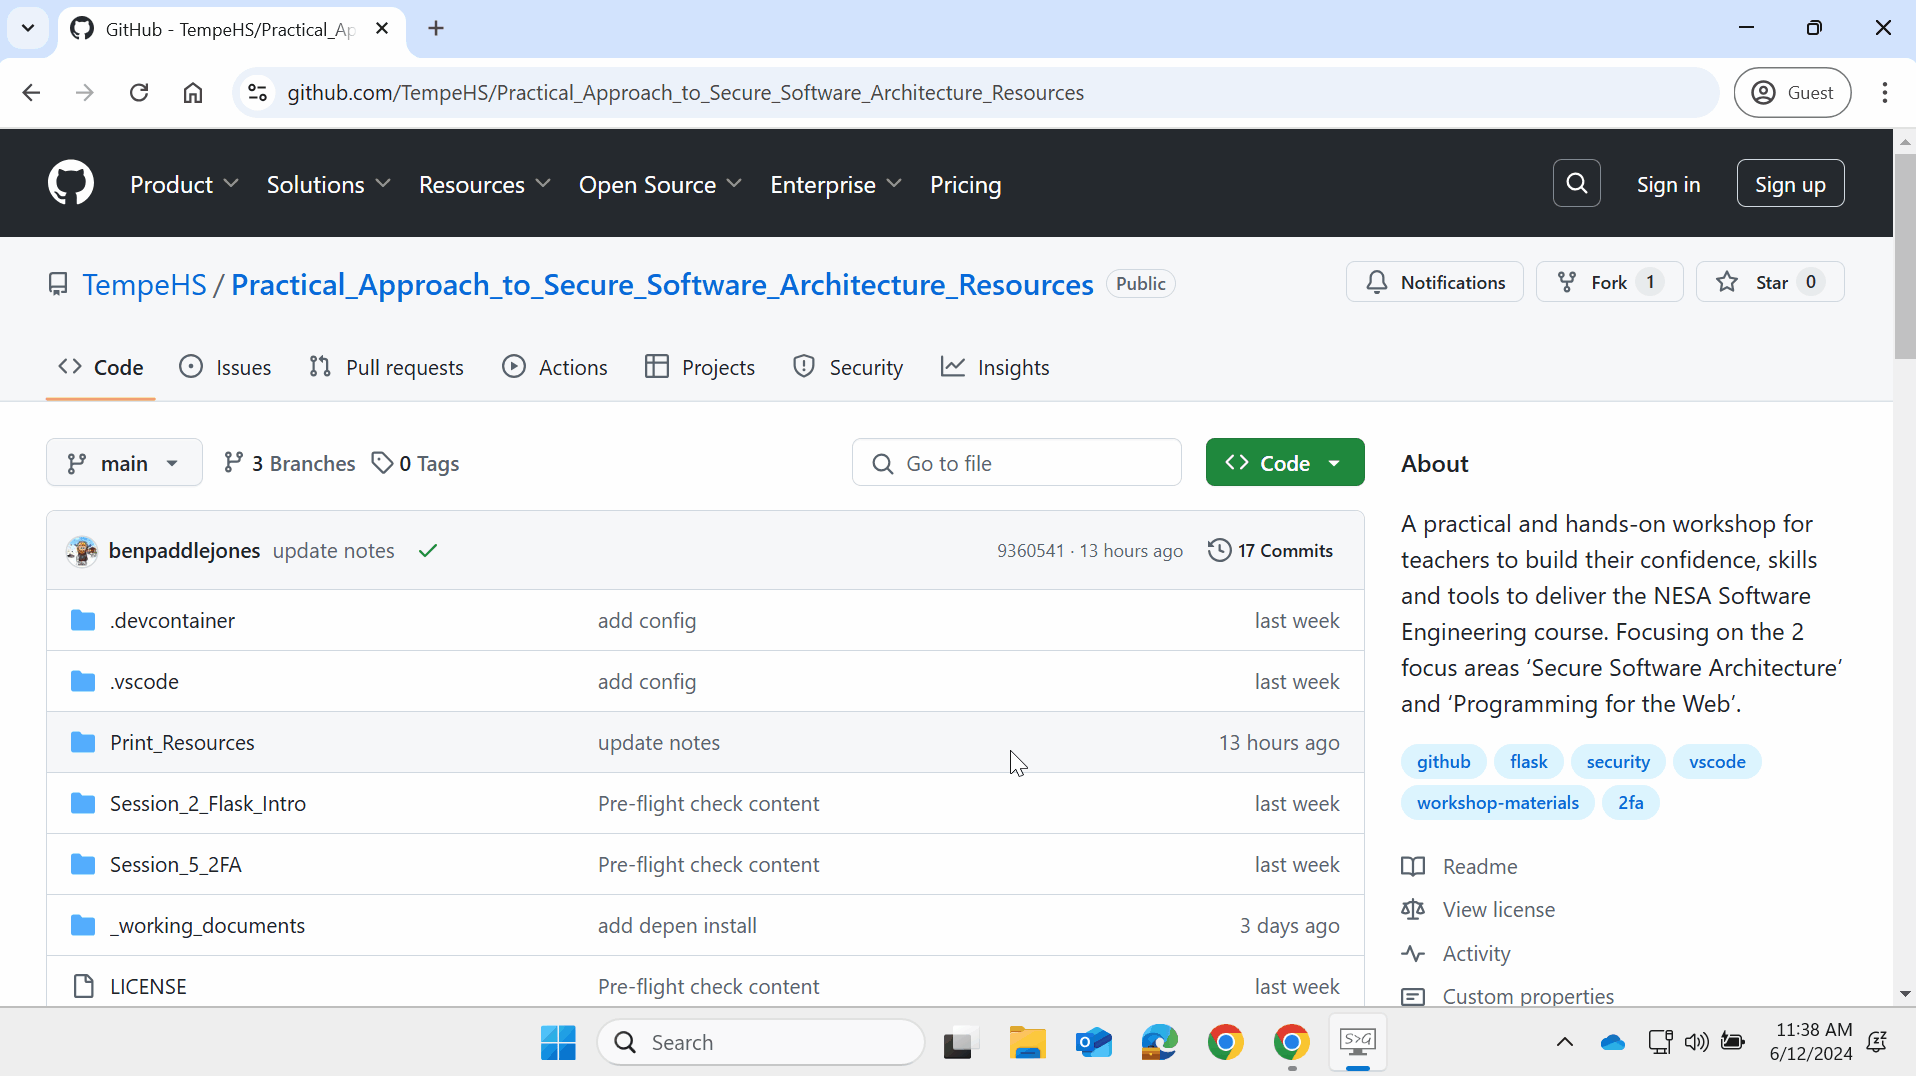 GitHub - TempeHS/Practical_Ap
github.com/TempeHS/Practical_Approach_to_Secure_Software_Architecture_Resources
Guest
Product Solutions Resources Open Source Enterprise Pricing
Sign in Sign up
TempeHS / Practical_Approach_to_Secure_Software_Architecture_Resources Public
Notifications Fork 1 Star 0
Code Issues Pull requests Actions Projects Security Insights
main 3 Branches 0 Tags
Go to file Code
benpaddlejones update notes 9360541 · 13 hours ago 17 Commits
.devcontainer add config last week
.vscode add config last week
Print_Resources update notes 13 hours ago
Session_2_Flask_Intro Pre-flight check content last week
Session_5_2FA Pre-flight check content last week
_working_documents add depen install 3 days ago
LICENSE Pre-flight check content last week
About
A practical and hands-on workshop for
teachers to build their confidence, skills
and tools to deliver the NESA Software
Engineering course. Focusing on the 2
focus areas ‘Secure Software Architecture’
and ‘Programming for the Web’.
github flask security vscode
workshop-materials 2fa
Readme
View license
Activity
Custom properties
Search
S>G
11:38 AM
6/12/2024